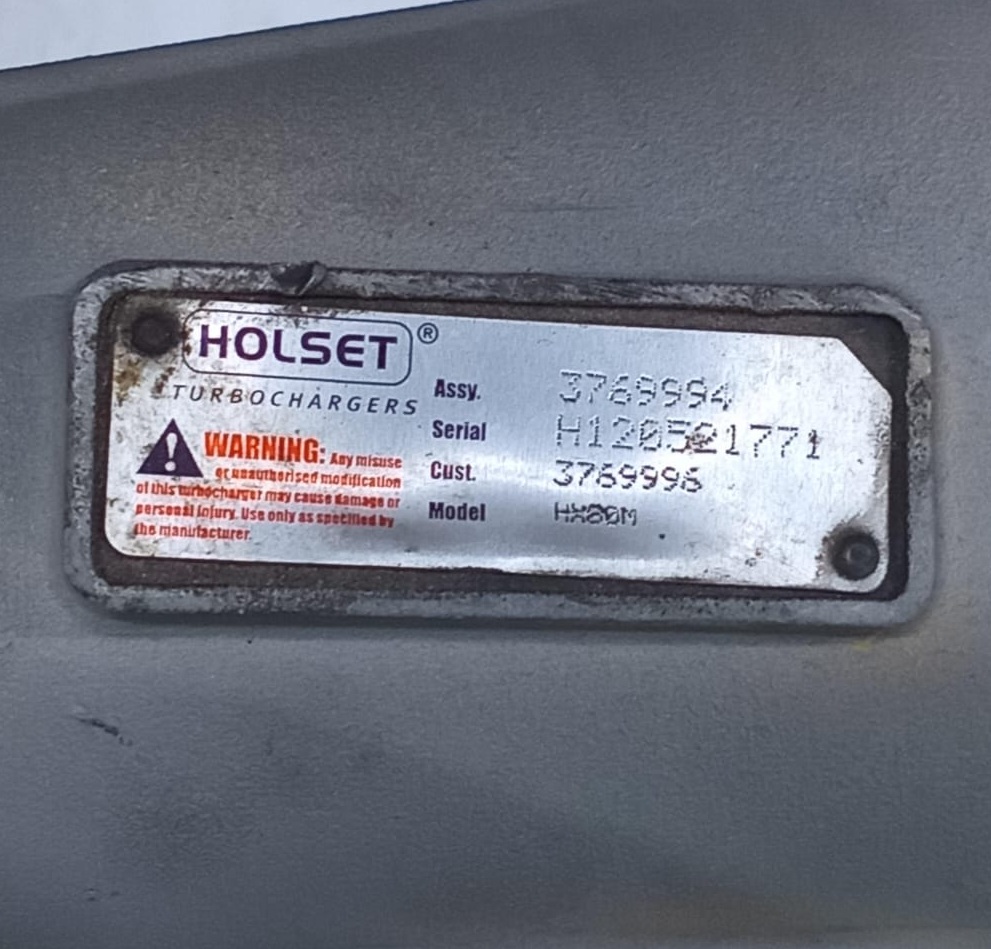 HOLSET®
TURBOCHARGERS
WARNING: Any misuse
or unauthorised modification
of this turbocharger may cause damage or
personal injury. Use only as specified by
the manufacturer.
Assy. 3769994
Serial H120521771
Cust. 3769996
Model HX80M